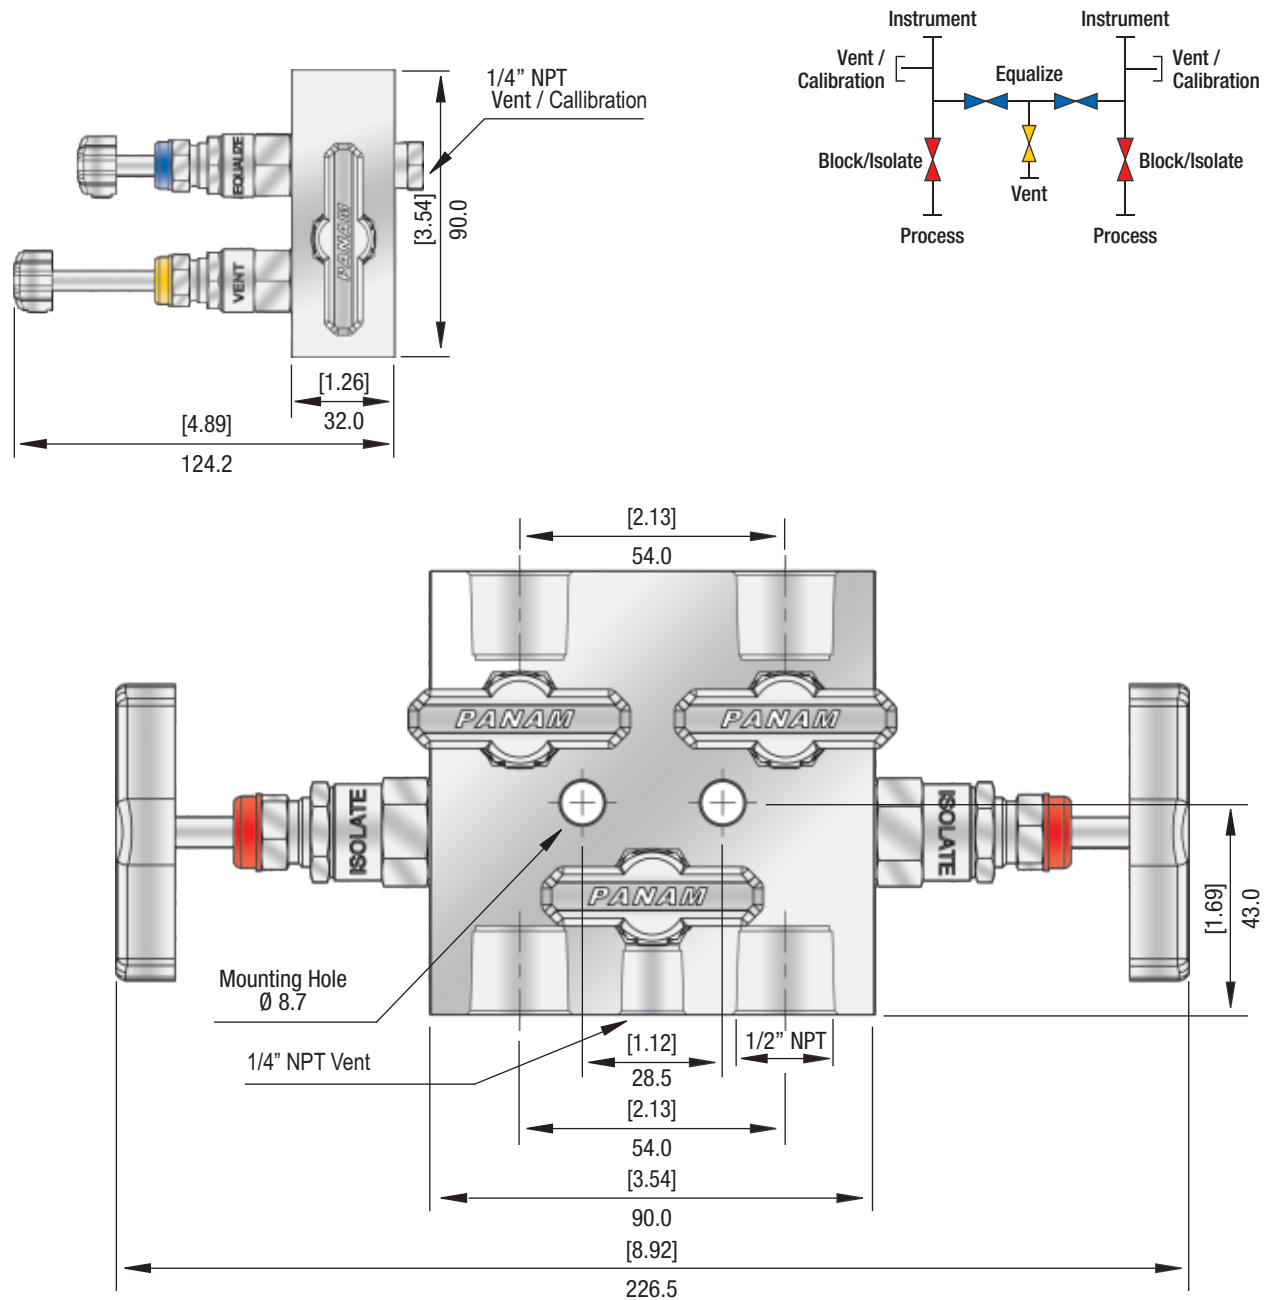 Instrument
Instrument
Vent /
Calibration
Equalize
Vent /
Calibration
Block/Isolate
Block/Isolate
Vent
Process
Process
1/4” NPT
Vent / Callibration
EQUALIZE
VENT
PANAM
[3.54]
90.0
[1.26]
32.0
[4.89]
124.2
[2.13]
54.0
PANAM
PANAM
ISOLATE
ISOLATE
PANAM
[1.69]
43.0
Mounting Hole
Ø 8.7
1/4” NPT Vent
[1.12]
28.5
1/2” NPT
[2.13]
54.0
[3.54]
90.0
[8.92]
226.5